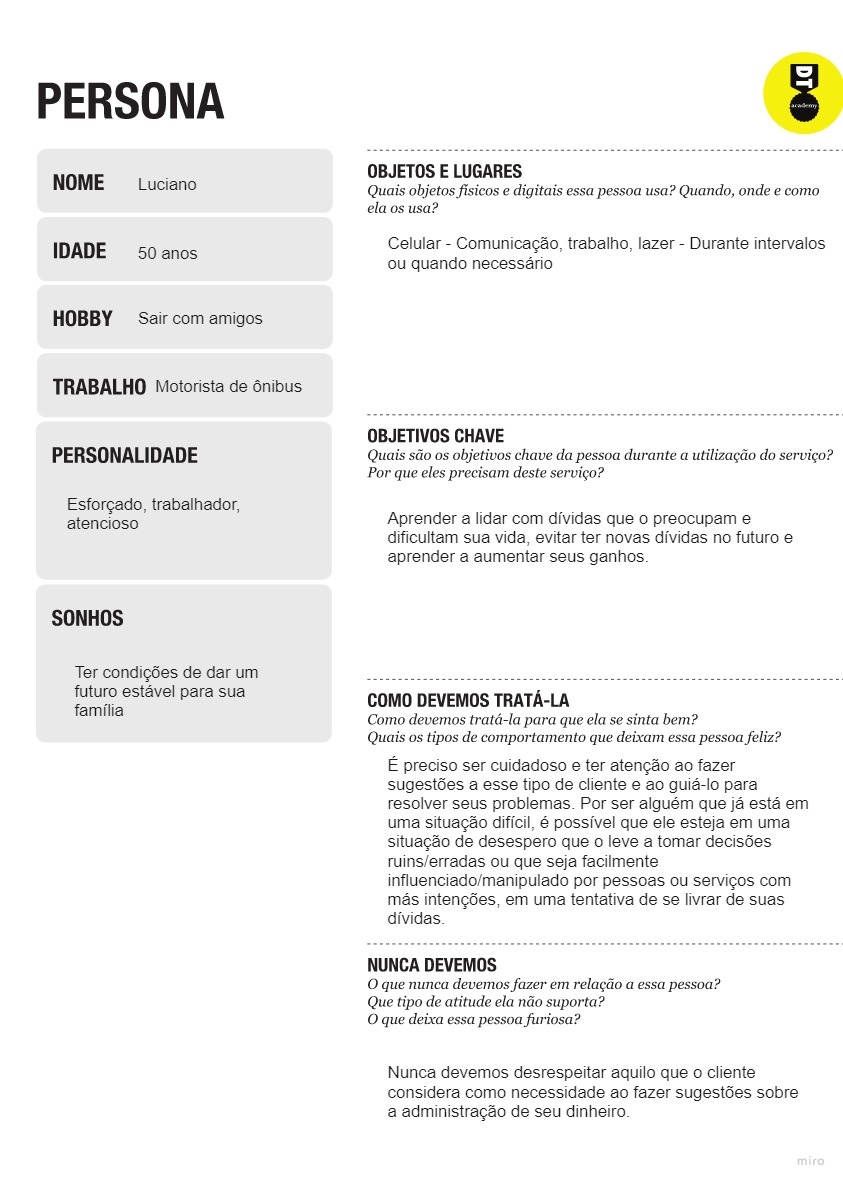 PERSONA
DT
academy
NOME Luciano
IDADE 50 anos
HOBBY Sair com amigos
TRABALHO Motorista de ônibus
PERSONALIDADE
Esforçado, trabalhador,
atencioso
SONHOS
Ter condições de dar um
futuro estável para sua
família
OBJETOS E LUGARES
Quais objetos físicos e digitais essa pessoa usa? Quando, onde e como
ela os usa?
Celular - Comunicação, trabalho, lazer - Durante intervalos
ou quando necessário
OBJETIVOS CHAVE
Quais são os objetivos chave da pessoa durante a utilização do serviço?
Por que eles precisam deste serviço?
Aprender a lidar com dívidas que o preocupam e
dificultam sua vida, evitar ter novas dívidas no futuro e
aprender a aumentar seus ganhos.
COMO DEVEMOS TRATÁ-LA
Como devemos tratá-la para que ela se sinta bem?
Quais os tipos de comportamento que deixam essa pessoa feliz?
É preciso ser cuidadoso e ter atenção ao fazer
sugestões a esse tipo de cliente e ao guiá-lo para
resolver seus problemas. Por ser alguém que já está em
uma situação difícil, é possível que ele esteja em uma
situação de desespero que o leve a tomar decisões
ruins/erradas ou que seja facilmente
influenciado/manipulado por pessoas ou serviços com
más intenções, em uma tentativa de se livrar de suas
dívidas.
NUNCA DEVEMOS
O que nunca devemos fazer em relação a essa pessoa?
Que tipo de atitude ela não suporta?
O que deixa essa pessoa furiosa?
Nunca devemos desrespeitar aquilo que o cliente
considera como necessidade ao fazer sugestões sobre
a administração de seu dinheiro.
miro